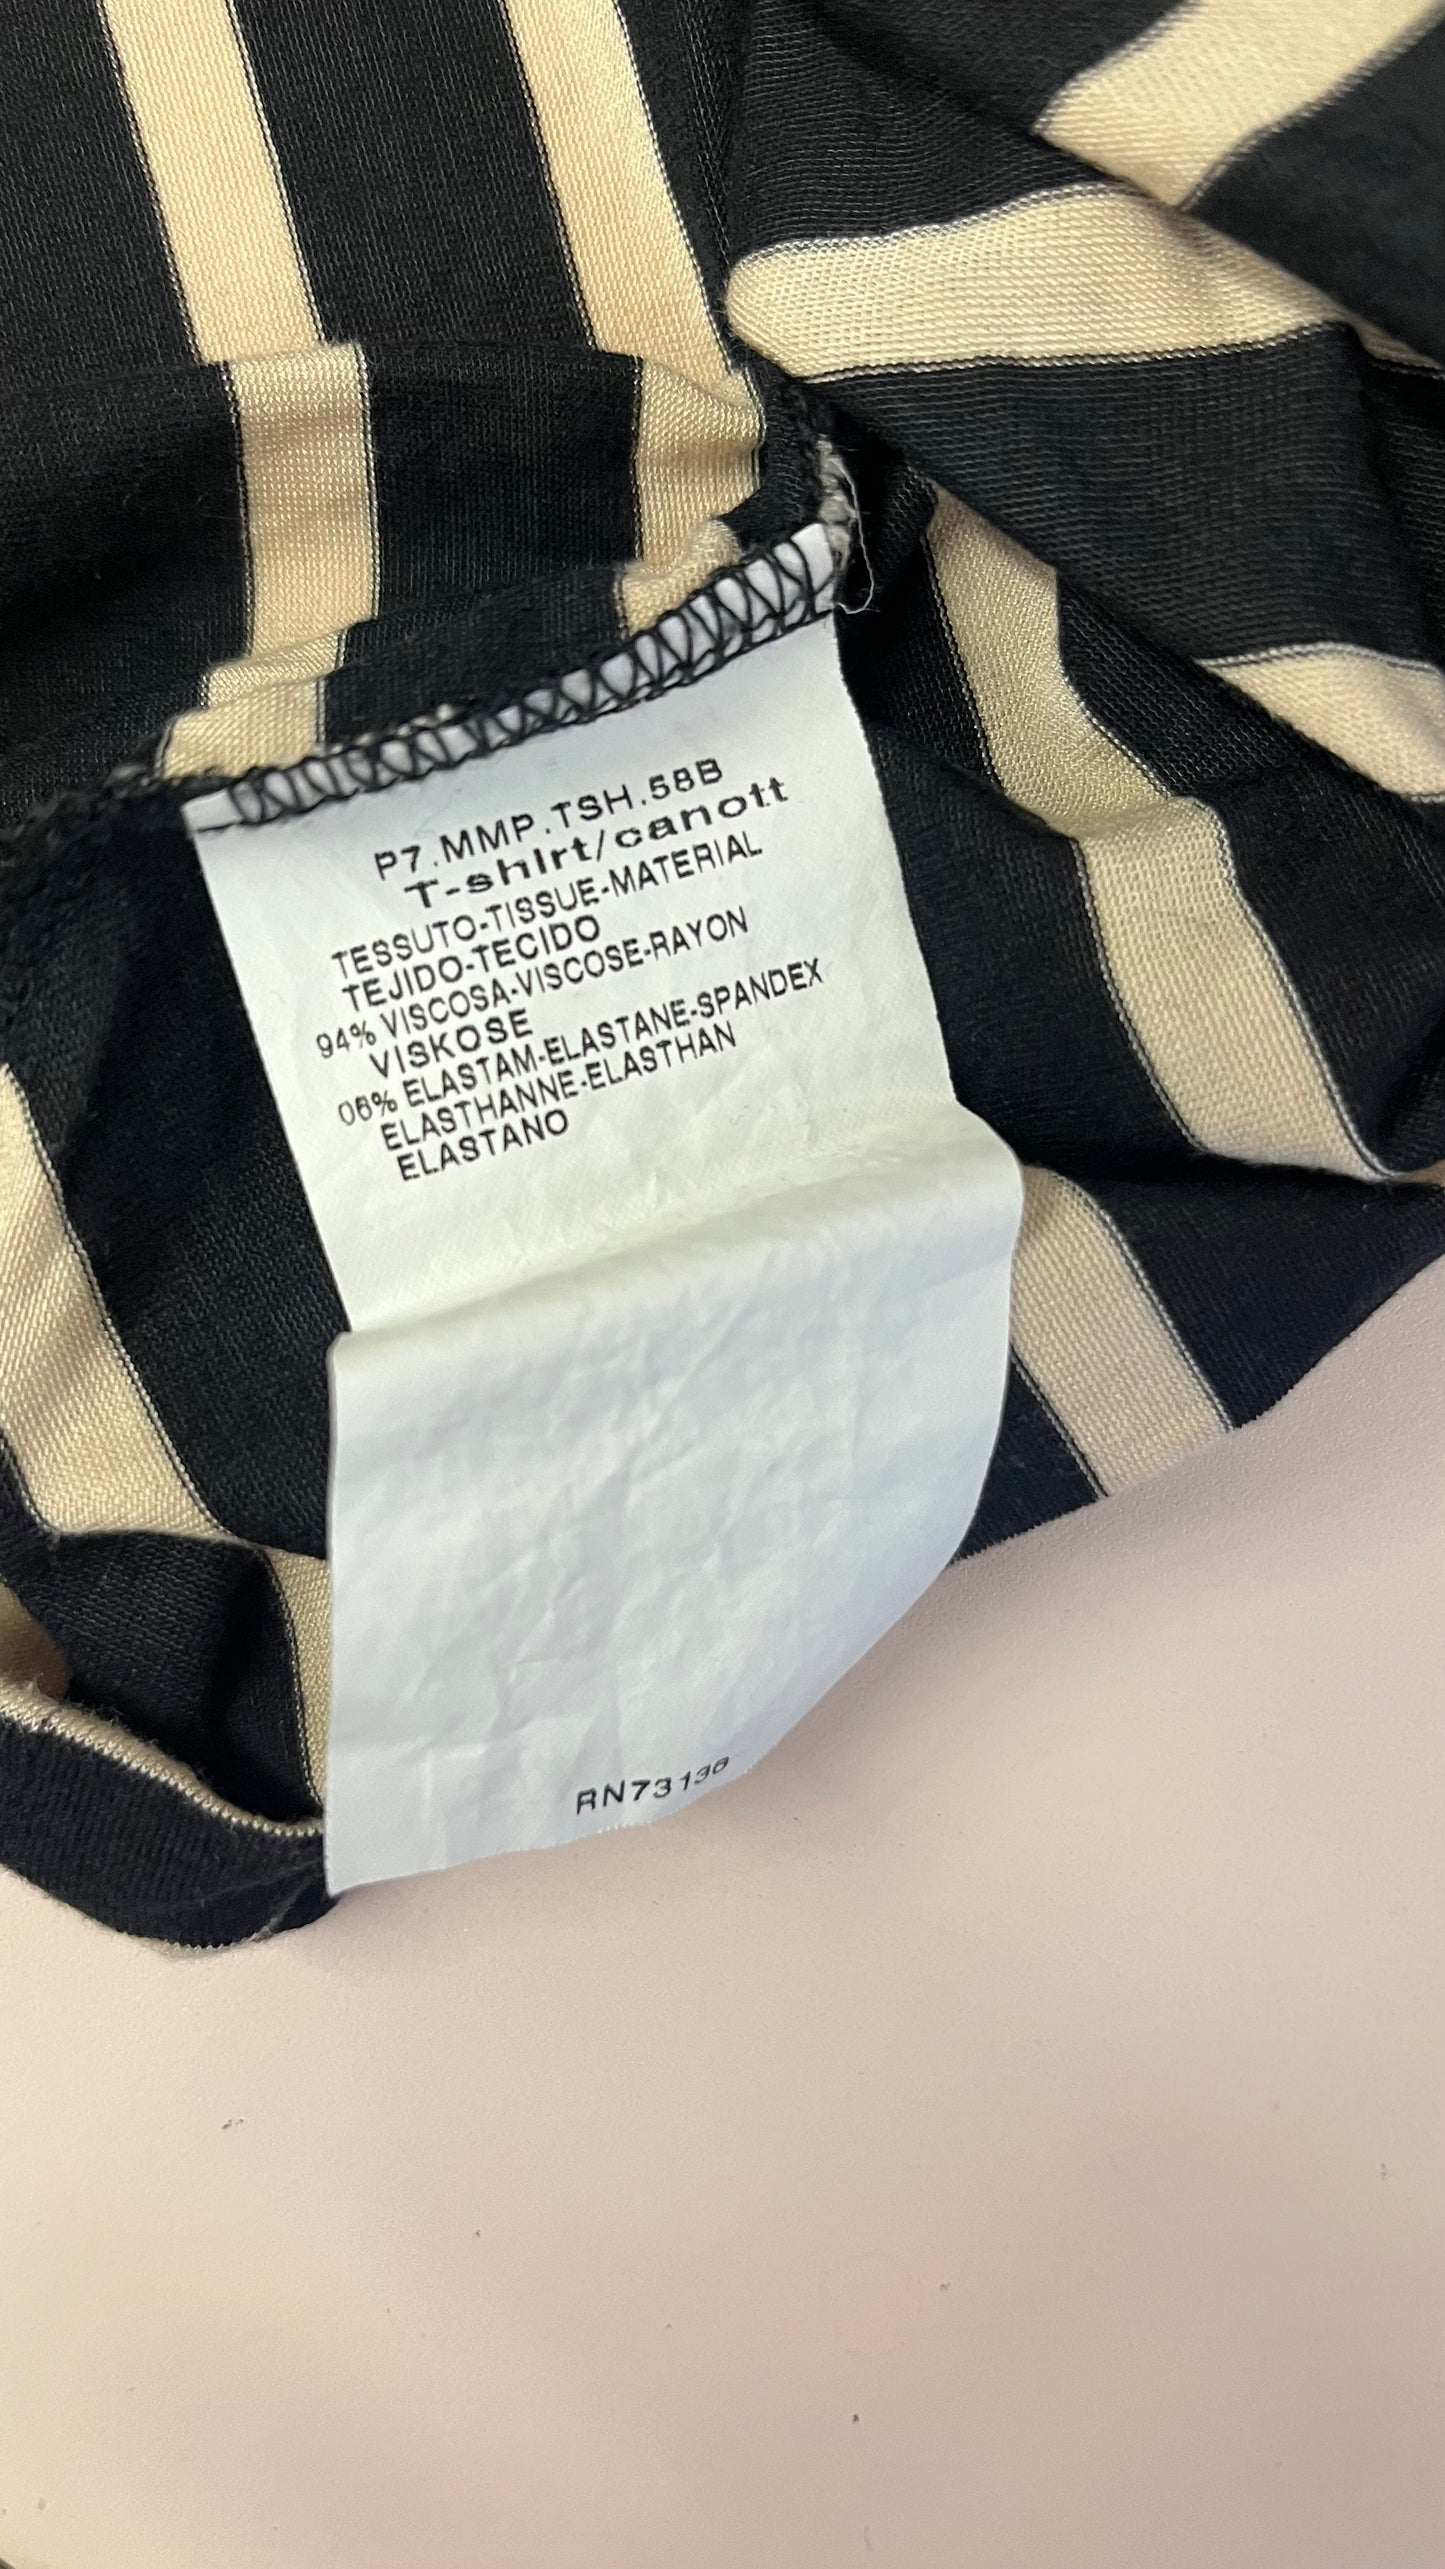 P7.MMP.TSH.58B
T-shIrt/canott
TESSUTO-TISSUE-MATERIAL
TEJIDO-TECIDO
94% VISCOSA-VISCOSE-RAYON
VISKOSE
06% ELASTAM-ELASTANE-SPANDEX
ELASTHANNE-ELASTHAN
ELASTANO
RN73136